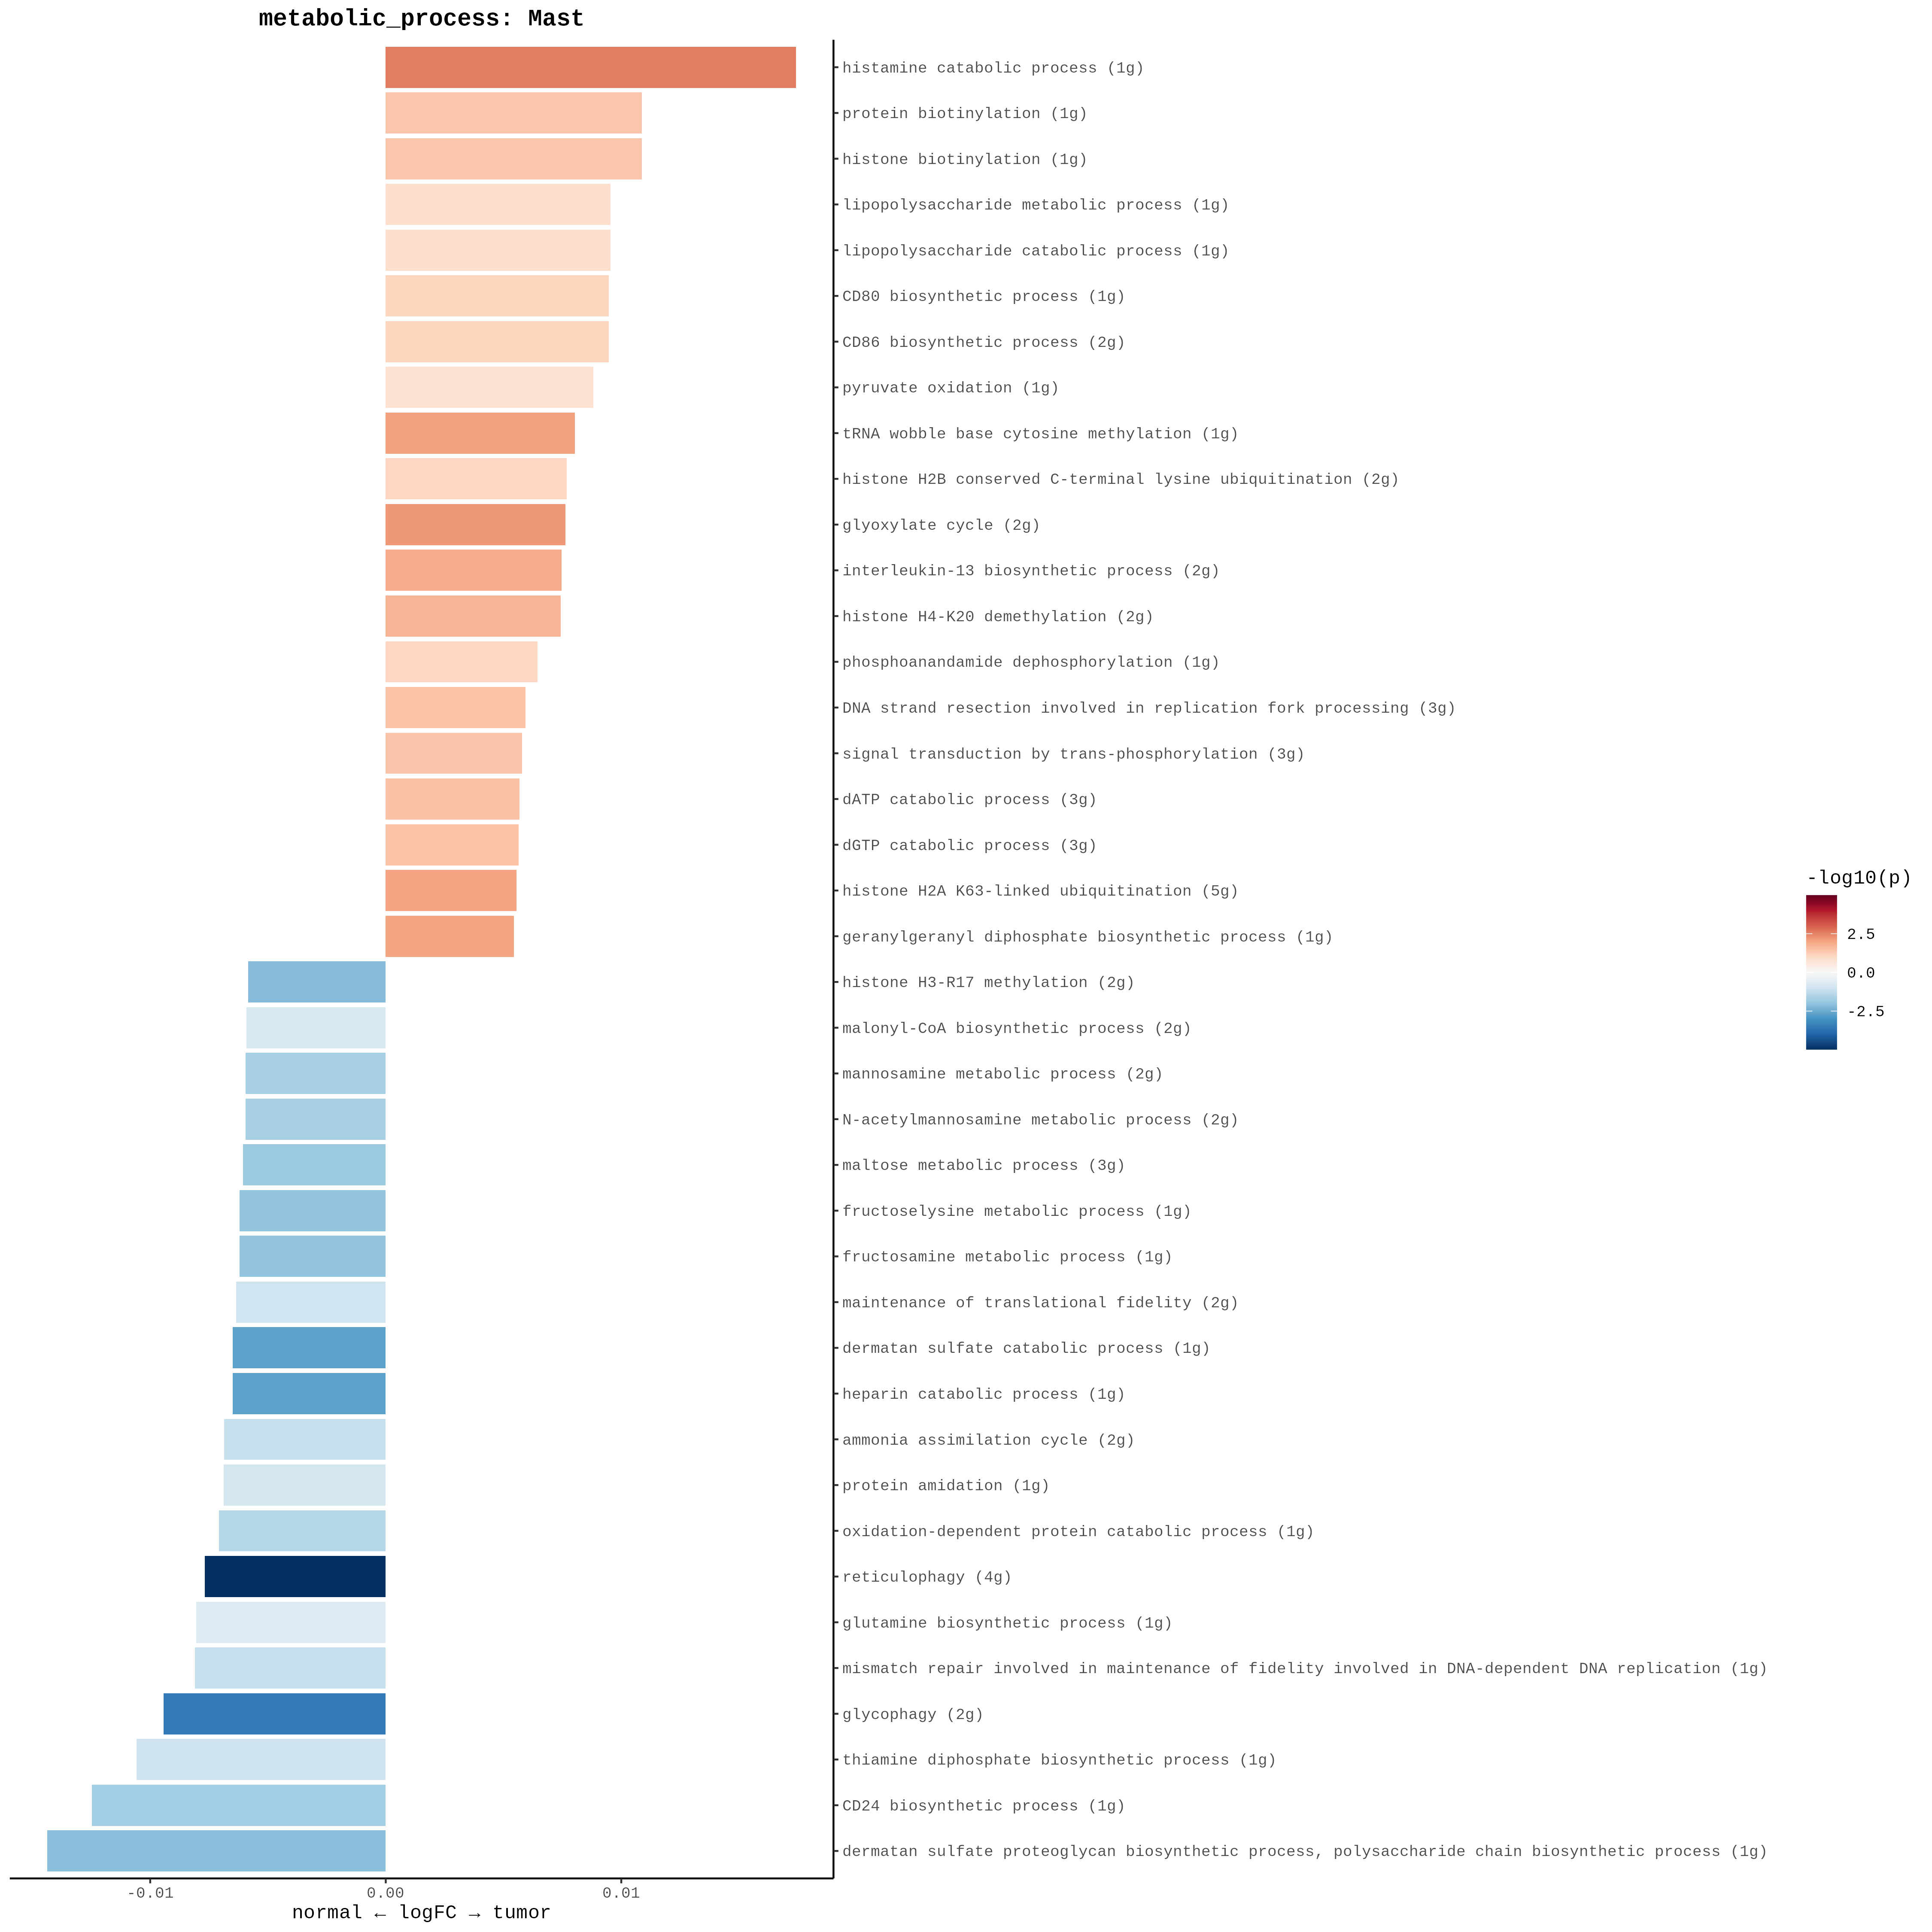 metabolic_process: Mast
histamine catabolic process (1g)
protein biotinylation (1g)
histone biotinylation (1g)
lipopolysaccharide metabolic process (1g)
lipopolysaccharide catabolic process (1g)
CD80 biosynthetic process (1g)
CD86 biosynthetic process (2g)
pyruvate oxidation (1g)
tRNA wobble base cytosine methylation (1g)
histone H2B conserved C-terminal lysine ubiquitination (2g)
glyoxylate cycle (2g)
interleukin-13 biosynthetic process (2g)
histone H4-K20 demethylation (2g)
phosphoanandamide dephosphorylation (1g)
DNA strand resection involved in replication fork processing (3g)
signal transduction by trans-phosphorylation (3g)
dATP catabolic process (3g)
dGTP catabolic process (3g)
histone H2A K63-linked ubiquitination (5g)
geranylgeranyl diphosphate biosynthetic process (1g)
histone H3-R17 methylation (2g)
malonyl-CoA biosynthetic process (2g)
mannosamine metabolic process (2g)
N-acetylmannosamine metabolic process (2g)
maltose metabolic process (3g)
fructoselysine metabolic process (1g)
fructosamine metabolic process (1g)
maintenance of translational fidelity (2g)
dermatan sulfate catabolic process (1g)
heparin catabolic process (1g)
ammonia assimilation cycle (2g)
protein amidation (1g)
oxidation-dependent protein catabolic process (1g)
reticulophagy (4g)
glutamine biosynthetic process (1g)
mismatch repair involved in maintenance of fidelity involved in DNA-dependent DNA replication (1g)
glycophagy (2g)
thiamine diphosphate biosynthetic process (1g)
CD24 biosynthetic process (1g)
dermatan sulfate proteoglycan biosynthetic process, polysaccharide chain biosynthetic process (1g)
-0.01 0.00 0.01
normal ← logFC → tumor
-log10(p)
2.5
0.0
-2.5